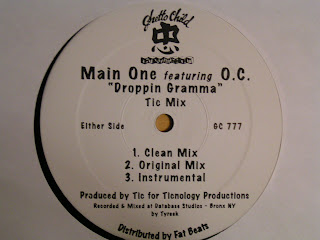 Ghetto Child
Main One featuring O.C.
"Droppin Gramma"
Tic Mix
Either Side
GC 777
1. Clean Mix
2. Original Mix
3. Instrumental
Produced by Tic for Ticnology Productions
Recorded & Mixed at Database Studios - Bronx NY
by Tyreek
Distributed by Fat Beats